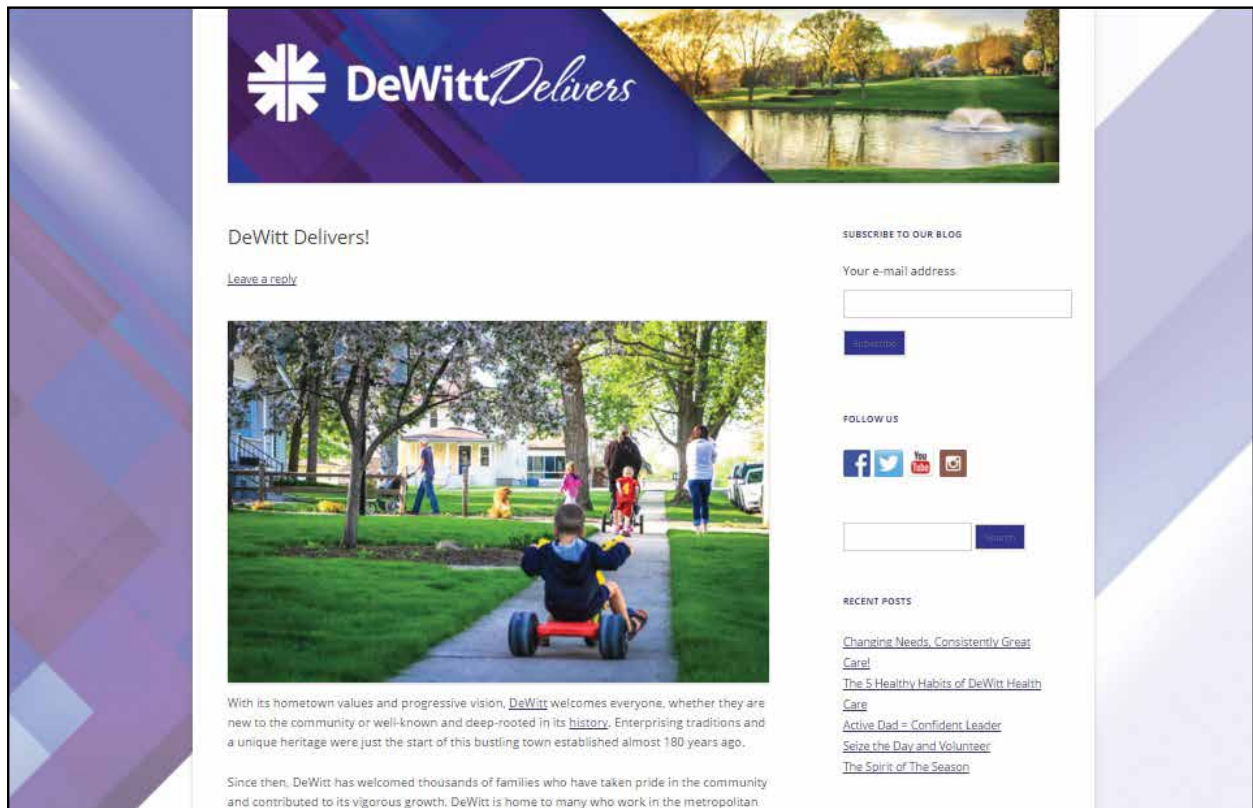 DeWitt Delivers
DeWitt Delivers!
Leave a reply
With its hometown values and progressive vision, DeWitt welcomes everyone, whether they are
new to the community or well-known and deep-rooted in its history. Enterprising traditions and
a unique heritage were just the start of this bustling town established almost 180 years ago.
Since then, DeWitt has welcomed thousands of families who have taken pride in the community
and contributed to its vigorous growth. DeWitt is home to many who work in the metropolitan
SUBSCRIBE TO OUR BLOG
Your e-mail address
Subscribe
FOLLOW US
You
Tube
Search
RECENT POSTS
Changing Needs, Consistently Great
Care!
The 5 Healthy Habits of DeWitt Health
Care
Active Dad = Confident Leader
Seize the Day and Volunteer
The Spirit of The Season